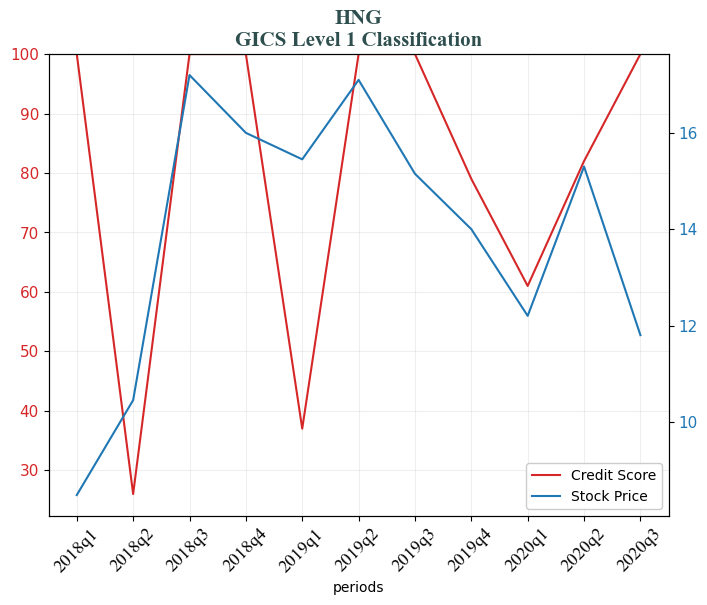 HNG
GICS Level 1 Classification
100
90
80
70
60
50
40
30
16
14
12
10
Credit Score
Stock Price
2018q1
2018q2
2018q3
2018q4
2019q1
2019q2
2019q3
2019q4
2020q1
2020q2
2020q3
periods